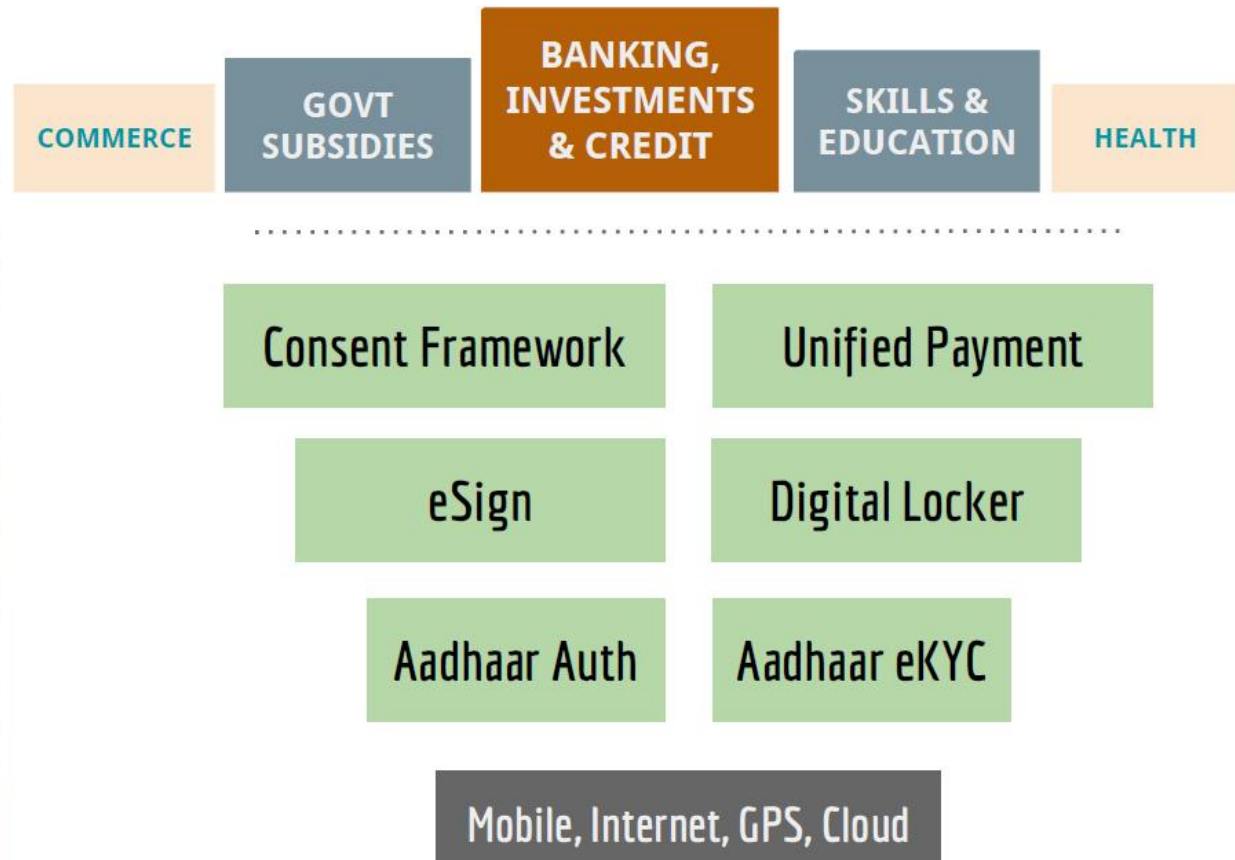 COMMERCE
GOVT
SUBSIDIES
BANKING,
INVESTMENTS
& CREDIT
SKILLS &
EDUCATION
HEALTH
Consent Framework
Unified Payment
eSign
Digital Locker
Aadhaar Auth
Aadhaar eKYC
Mobile, Internet, GPS, Cloud